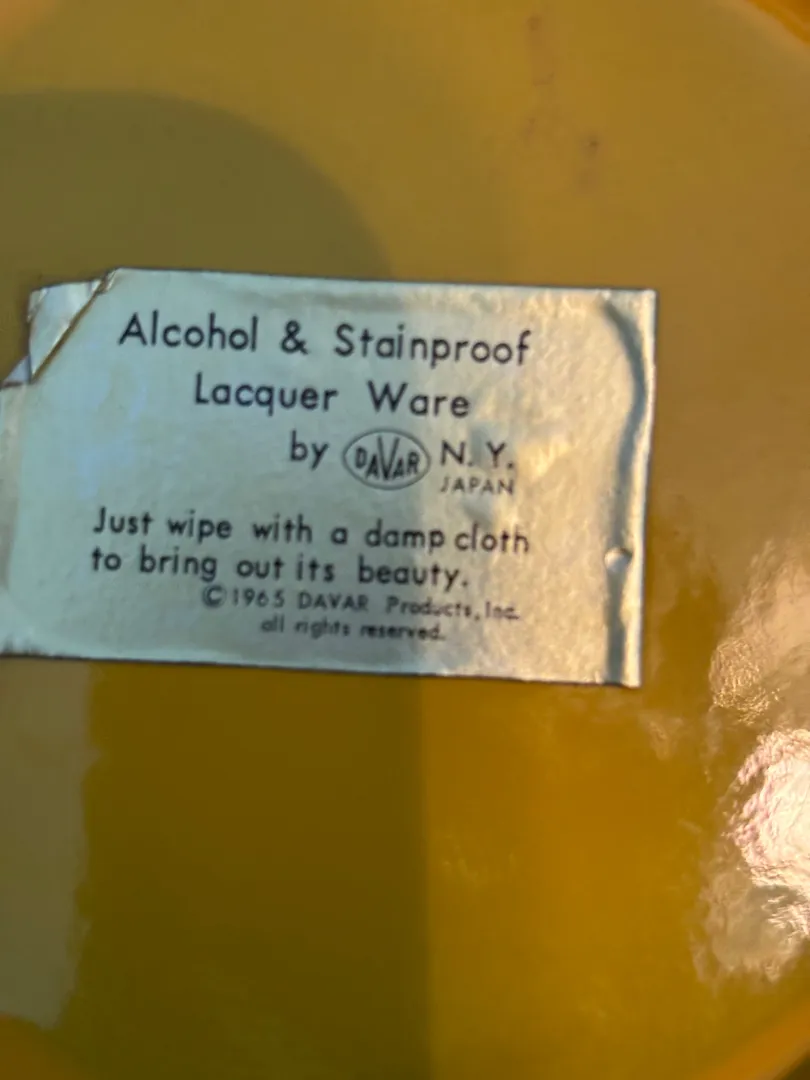 Alcohol & Stainproof
Lacquer Ware
by DAVAR N.Y.
JAPAN
Just wipe with a damp cloth
to bring out its beauty.
©1965 DAVAR Products, Inc.
all rights reserved.